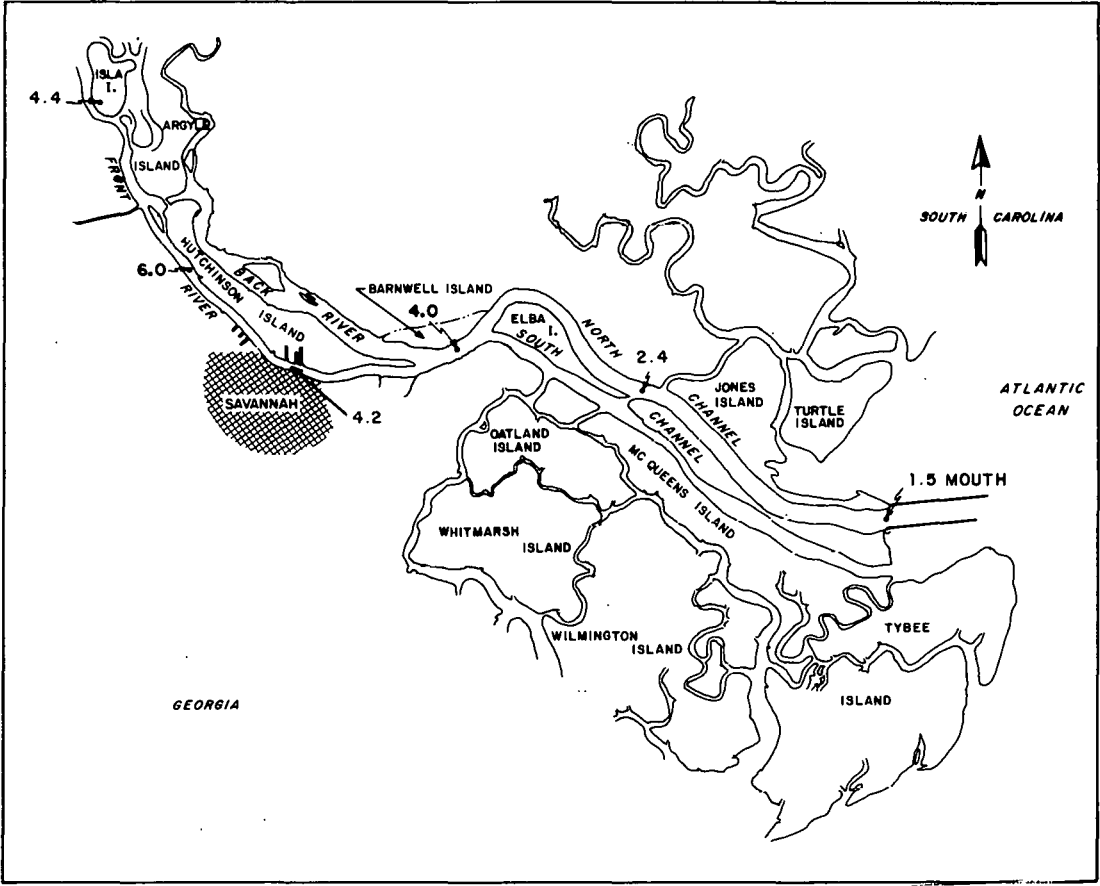 ISLA
I.
4.4
ARGYLE
ISLAND
FRONT
RIVER
6.0
HUTCHINSON
ISLAND
BACK
RIVER
BARNWELL ISLAND
4.0
ELBA
I.
SOUTH
CHANNEL
NORTH
CHANNEL
2.4
SAVANNAH
4.2
JONES
ISLAND
TURTLE
ISLAND
N
SOUTH CAROLINA
ATLANTIC
OCEAN
1.5 MOUTH
OATLAND
ISLAND
MC QUEENS ISLAND
WHITMARSH
ISLAND
WILMINGTON
ISLAND
TYBEE
ISLAND
GEORGIA